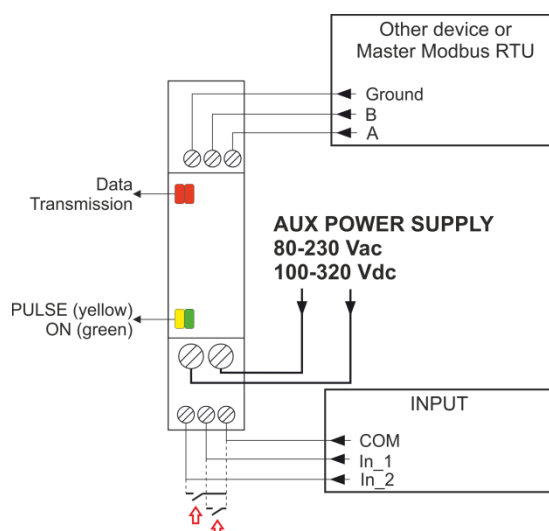 Other device or
Master Modbus RTU
Ground
B
A
Data
Transmission
AUX POWER SUPPLY
80-230 Vac
100-320 Vdc
PULSE (yellow)
ON (green)
INPUT
COM
In_1
In_2